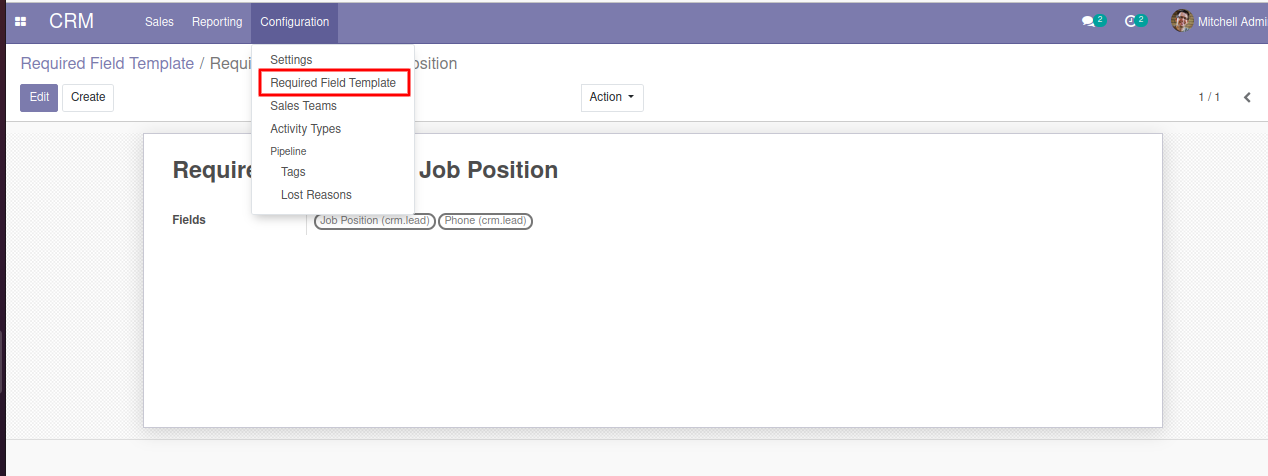 CRM Sales Reporting Configuration 2 2 Mitchell Admi
Required Field Template / Requi osition
Edit Create Action 1 / 1
Settings
Required Field Template
Sales Teams
Activity Types
Pipeline
Tags
Lost Reasons
Require Job Position
Fields Job Position (crm.lead) Phone (crm.lead)